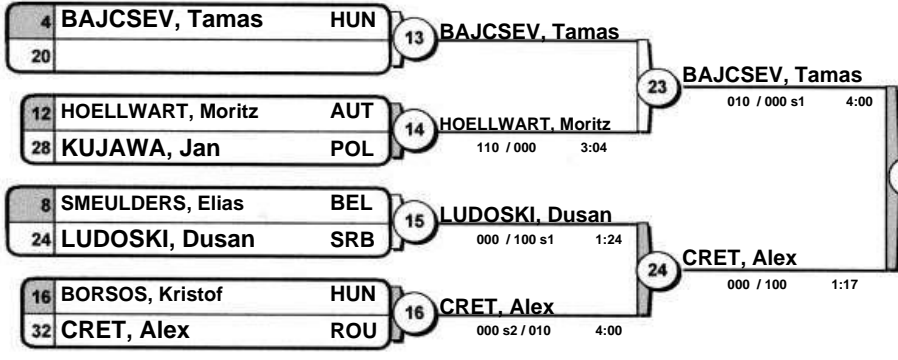 4 BAJCSEV, Tamas HUN
20
13 BAJCSEV, Tamas
12 HOELLWART, Moritz AUT
28 KUJAWA, Jan POL
14 HOELLWART, Moritz
110 / 000 3:04
23 BAJCSEV, Tamas
010 / 000 s1 4:00
8 SMEULDERS, Elias BEL
24 LUDOSKI, Dusan SRB
15 LUDOSKI, Dusan
000 / 100 s1 1:24
16 BORSOS, Kristof HUN
32 CRET, Alex ROU
16 CRET, Alex
000 s2 / 010 4:00
24 CRET, Alex
000 / 100 1:17